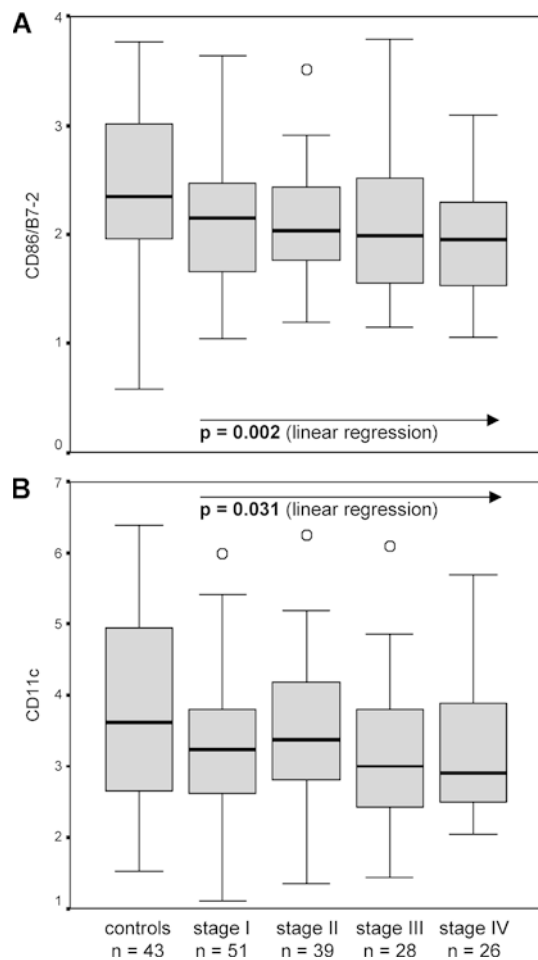 A
4
3
2
1
0
CD86/B7-2
p = 0.002 (linear regression)
B
7
6
5
4
3
2
1
CD11c
p = 0.031 (linear regression)
controls stage I stage II stage III stage IV
n = 43 n = 51 n = 39 n = 28 n = 26